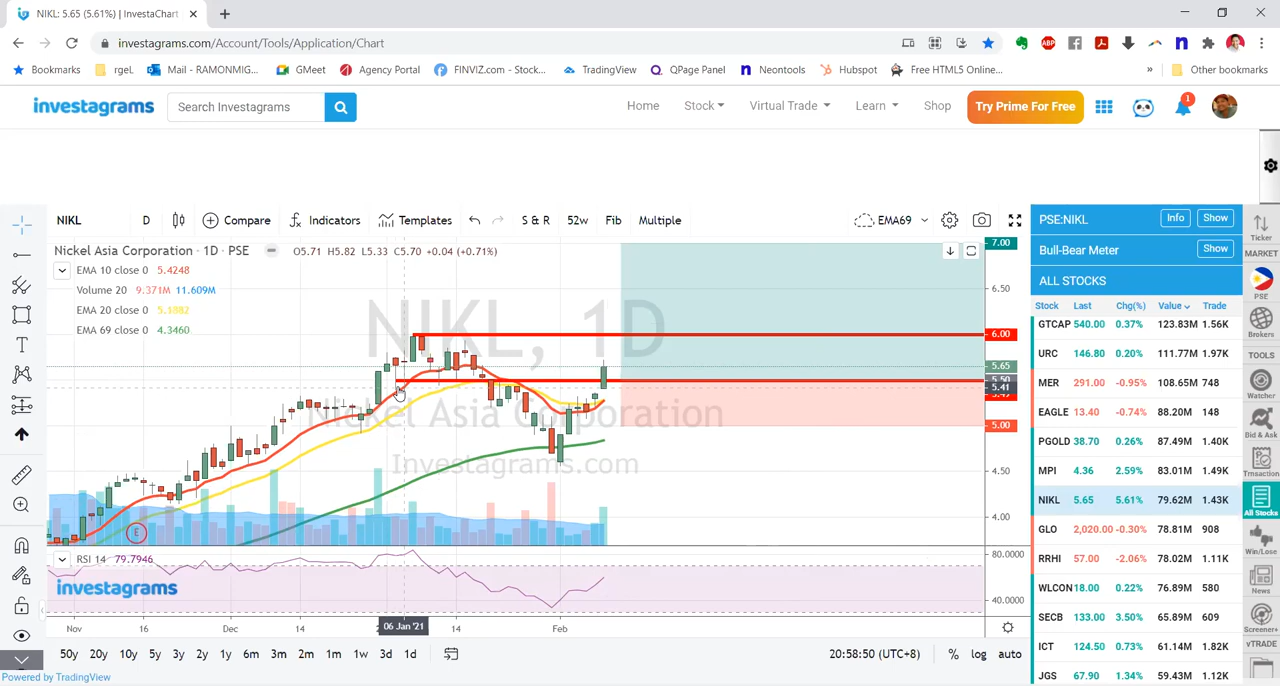 NIKL: 5.65 (5.61%) | InvestaChart
investagrams.com/Account/Tools/Application/Chart
Bookmarks rgeL Mail - RAMONMIG... GMeet Agency Portal FINVIZ.com - Stock... TradingView QPage Panel Neontools Hubspot Free HTML5 Online... » Other bookmarks
investagrams Search Investagrams Home Stock Virtual Trade Learn Shop Try Prime For Free 1
NIKL D Compare Indicators Templates S & R 52w Fib Multiple EMA69
Nickel Asia Corporation · 1D · PSE O5.71 H5.82 L5.33 C5.70 +0.04 (+0.71%)
EMA 10 close 0 5.4248
Volume 20 9.371M 11.609M
EMA 20 close 0 5.1882
EMA 69 close 0 4.3460
NIKL, 1D
Nickel Asia Corporation
Investagrams.com
7.00
6.50
6.00
5.65
5.50
5.41
5.00
4.50
4.00
E
RSI 14 79.7946
investagrams
80.0000
40.0000
Nov 16 Dec 14 06 Jan '21 14 Feb
50y 20y 10y 5y 3y 2y 1y 6m 3m 2m 1m 1w 3d 1d 20:58:50 (UTC+8) % log auto
Powered by TradingView
PSE:NIKL Info Show
Bull-Bear Meter Show
ALL STOCKS
Stock Last Chg(%) Value Trade
GTCAP 540.00 0.37% 123.83M 1.56K
URC 146.80 0.20% 111.77M 1.97K
MER 291.00 -0.95% 108.65M 748
EAGLE 13.40 -0.74% 88.20M 148
PGOLD 38.70 0.26% 87.49M 1.40K
MPI 4.36 2.59% 83.01M 1.49K
NIKL 5.65 5.61% 79.62M 1.43K
GLO 2,020.00 -0.30% 78.81M 908
RRHI 57.00 -2.06% 78.02M 1.11K
WLCON 18.00 0.22% 76.89M 580
SECB 133.00 3.50% 65.89M 609
ICT 124.50 0.73% 61.14M 1.82K
JGS 67.90 1.34% 59.43M 1.12K
Ticker
MARKET
PSE
Brokers
TOOLS
Watcher
Bid & Ask
Trnsaction
All Stocks
Win/Lose
News
Screener+
vTRADE